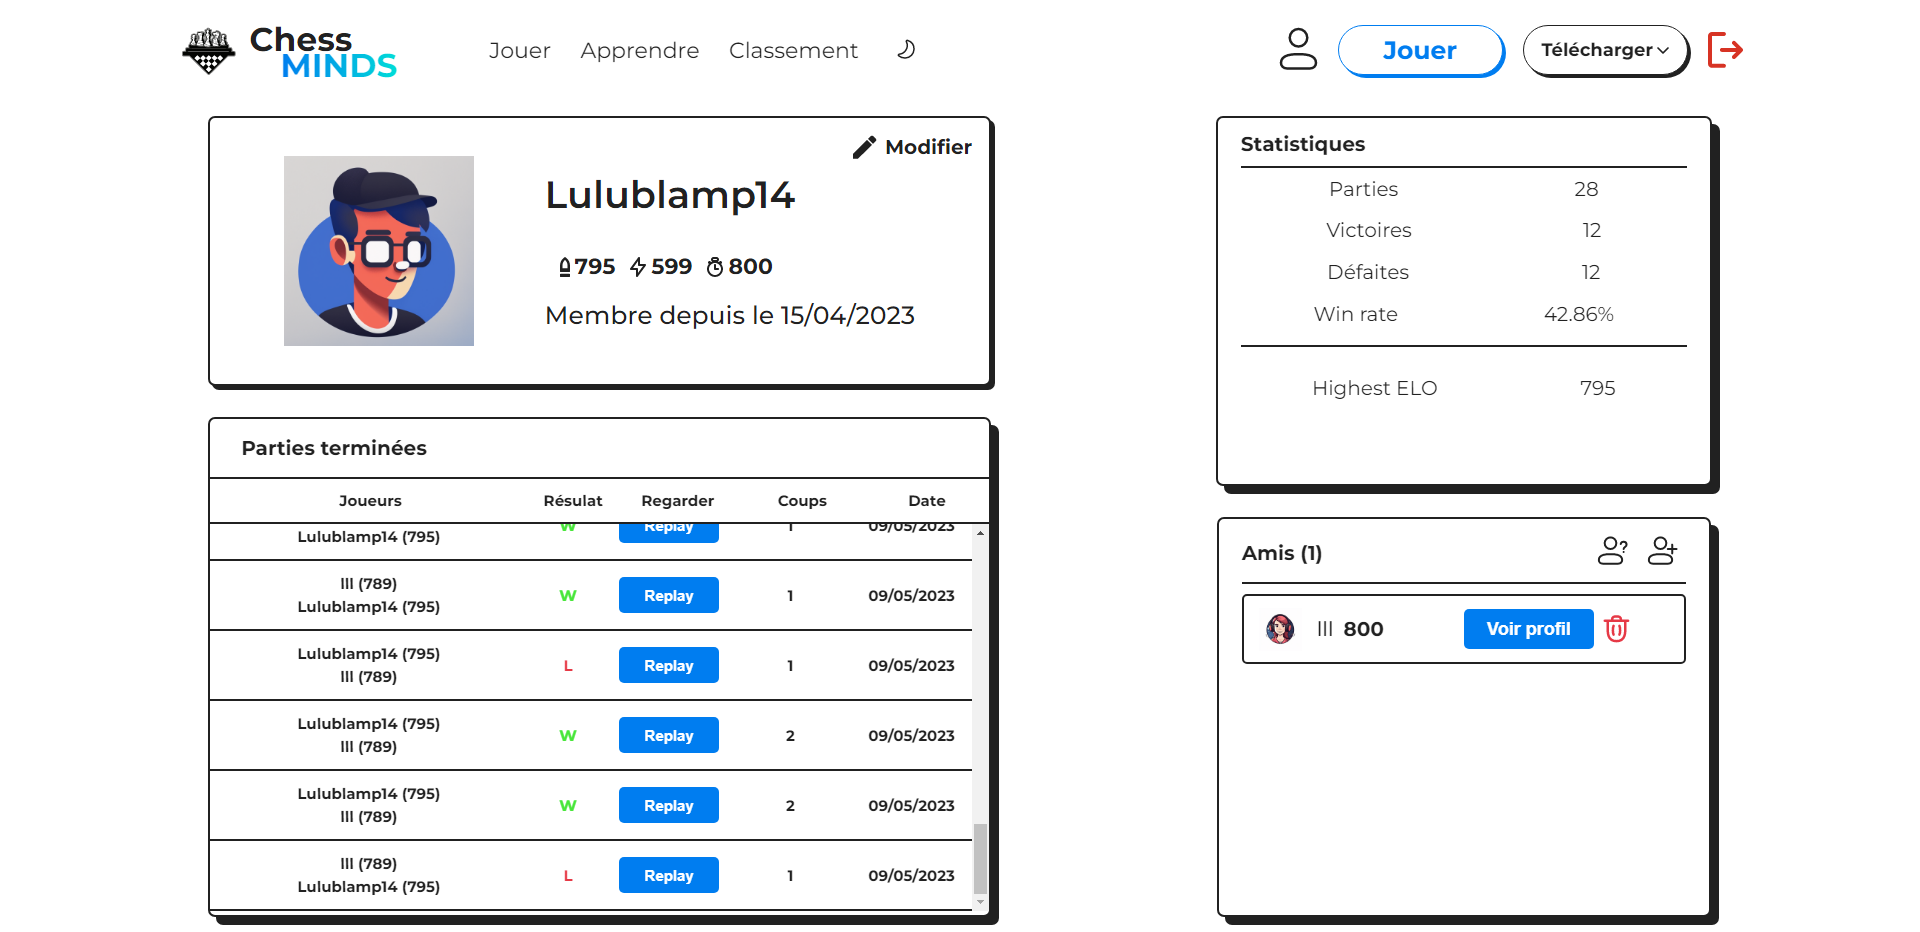 Chess
MINDS
Jouer
Apprendre
Classement
Jouer
Télécharger
Modifier
Lulublamp14
795 599 800
Membre depuis le 15/04/2023
Statistiques
Parties 28
Victoires 12
Défaites 12
Win rate 42.86%
Highest ELO 795
Parties terminées
Joueurs Résulat Regarder Coups Date
W Replay 1 09/05/2023
Lulublamp14 (795)
lll (789)
Lulublamp14 (795)
W Replay 1 09/05/2023
Lulublamp14 (795)
lll (789)
L Replay 1 09/05/2023
Lulublamp14 (795)
lll (789)
W Replay 2 09/05/2023
Lulublamp14 (795)
lll (789)
W Replay 2 09/05/2023
lll (789)
Lulublamp14 (795)
L Replay 1 09/05/2023
Amis (1)
lll 800 Voir profil